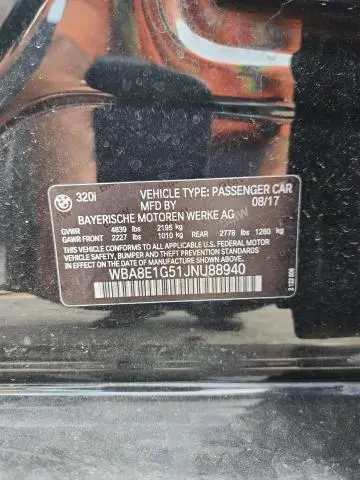 320i VEHICLE TYPE: PASSENGER CAR
MFD BY 08/17
BAYERISCHE MOTOREN WERKE AG
GVWR 4839 lbs 2195 kg
GAWR FRONT 2227 lbs 1010 kg REAR 2778 lbs 1260 kg
THIS VEHICLE CONFORMS TO ALL APPLICABLE U.S. FEDERAL MOTOR
VEHICLE SAFETY, BUMPER AND THEFT PREVENTION STANDARDS IN
EFFECT ON THE DATE OF MANUFACTURE SHOWN ABOVE.
WBA8E1G51JNU88940